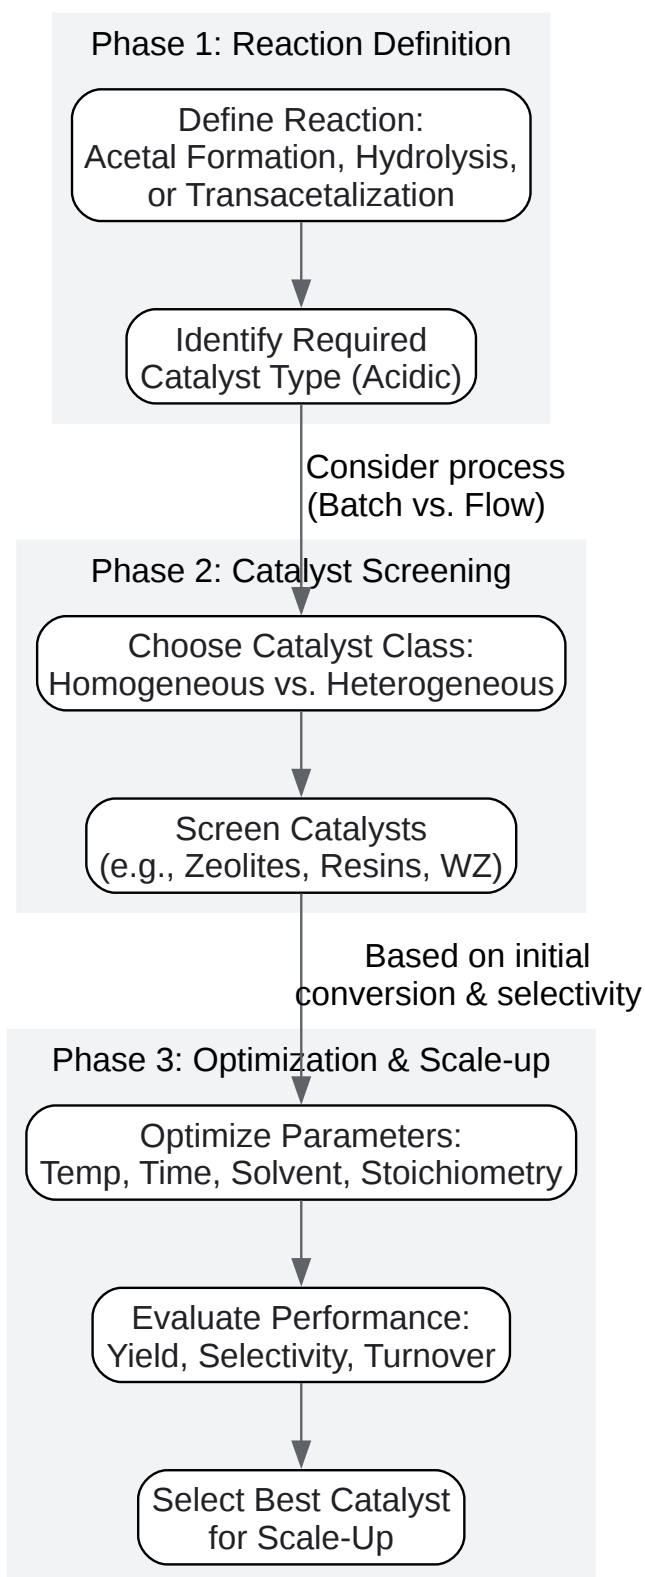 Phase 1: Reaction Definition
Define Reaction:
Acetal Formation, Hydrolysis,
or Transacetalization
Identify Required
Catalyst Type (Acidic)
Consider process
(Batch vs. Flow)
Phase 2: Catalyst Screening
Choose Catalyst Class:
Homogeneous vs. Heterogeneous
Screen Catalysts
(e.g., Zeolites, Resins, WZ)
Based on initial
conversion & selectivity
Phase 3: Optimization & Scale-up
Optimize Parameters:
Temp, Time, Solvent, Stoichiometry
Evaluate Performance:
Yield, Selectivity, Turnover
Select Best Catalyst
for Scale-Up